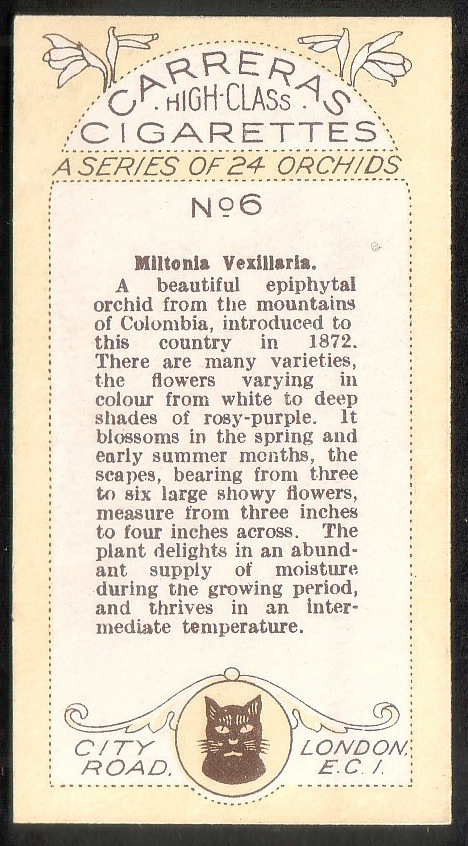 CARRERAS
HIGH-CLASS
CIGARETTES
A SERIES OF 24 ORCHIDS
No 6
Miltonia Vexillaria.
A beautiful epiphytal
orchid from the mountains
of Colombia, introduced to
this country in 1872.
There are many varieties,
the flowers varying in
colour from white to deep
shades of rosy-purple. It
blossoms in the spring and
early summer months, the
scapes, bearing from three
to six large showy flowers,
measure from three inches
to four inches across. The
plant delights in an abund-
ant supply of moisture
during the growing period,
and thrives in an inter-
mediate temperature.
CITY LONDON,
ROAD, E.C.1.